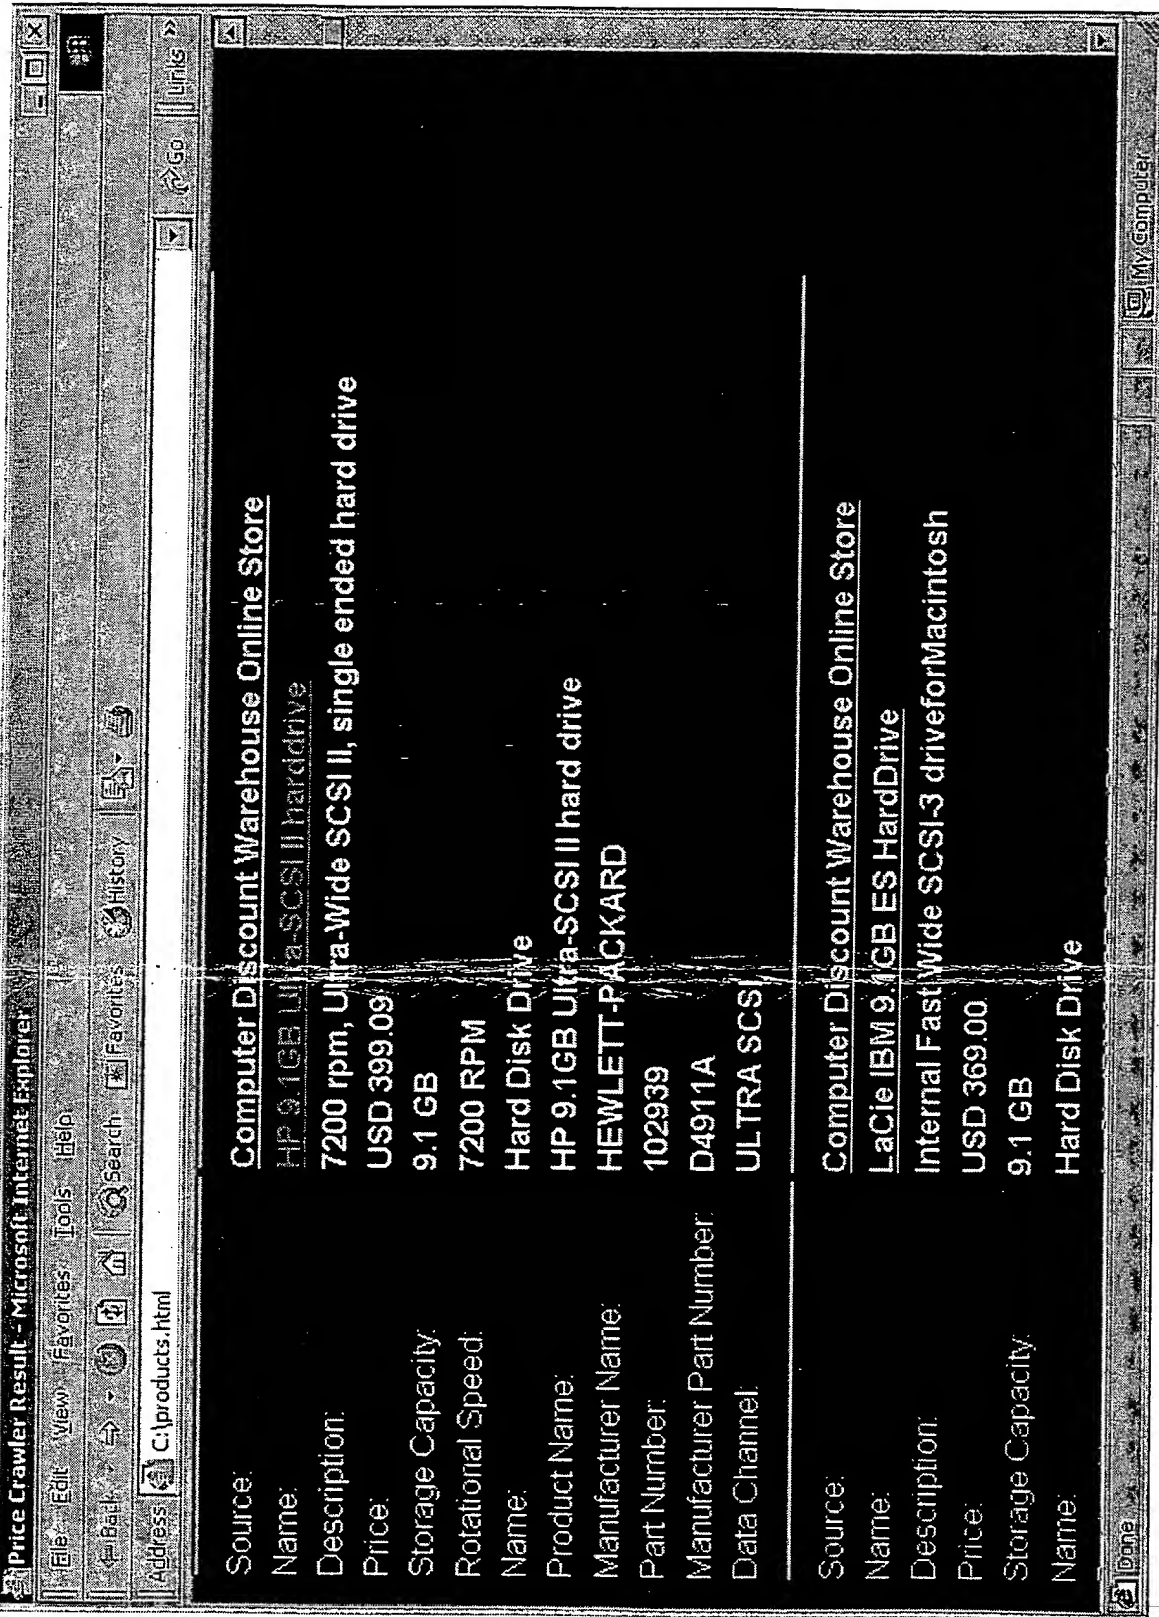 Price Crawler Result - Microsoft Internet Explorer
File Edit View Favorites Tools Help
Back Search Favorites History
Address C:\products.html Go Links »
Source: Computer Discount Warehouse Online Store
Name: HP 9.1GB Ultra-SCSI II harddrive
Description: 7200 rpm, Ultra-Wide SCSI II, single ended hard drive
Price: USD 399.09
Storage Capacity: 9.1 GB
Rotational Speed: 7200 RPM
Name: Hard Disk Drive
Product Name: HP 9.1GB Ultra-SCSI II hard drive
Manufacturer Name: HEWLETT-PACKARD
Part Number: 102939
Manufacturer Part Number: D4911A
Data Channel: ULTRA SCSI
Source: Computer Discount Warehouse Online Store
Name: LaCie IBM 9.1GB ES HardDrive
Description: Internal Fast/Wide SCSI-3 driveforMacintosh
Price: USD 369.00
Storage Capacity: 9.1 GB
Name: Hard Disk Drive
Done My Computer